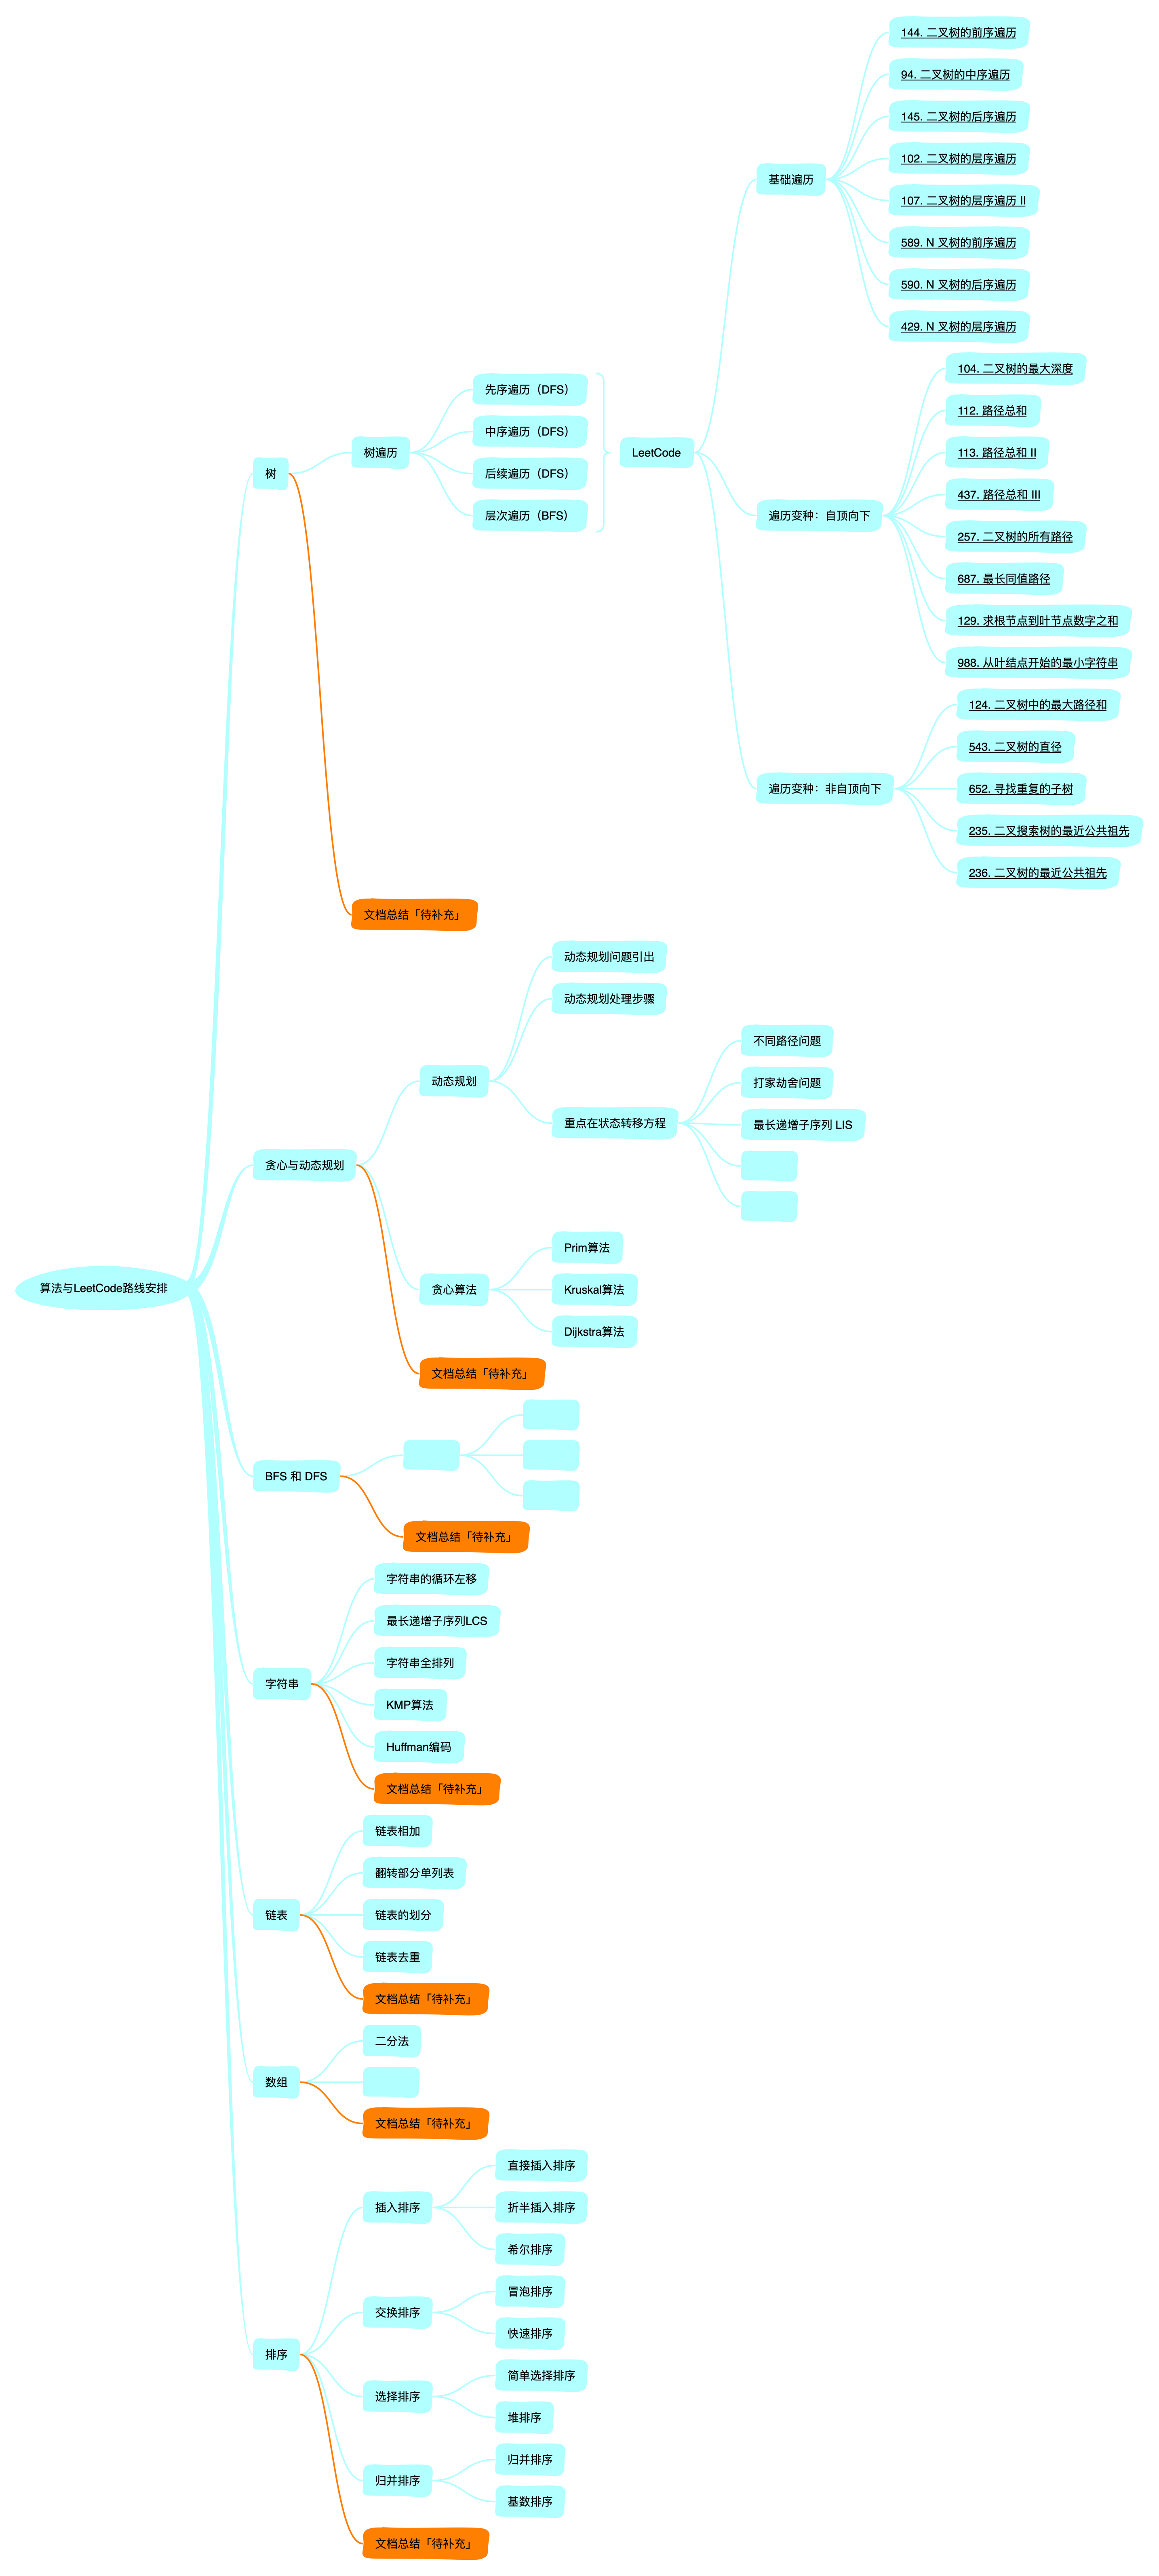 算法与LeetCode路线安排
树
树遍历
先序遍历（DFS）
中序遍历（DFS）
后续遍历（DFS）
层次遍历（BFS）
LeetCode
基础遍历
144. 二叉树的前序遍历
94. 二叉树的中序遍历
145. 二叉树的后序遍历
102. 二叉树的层序遍历
107. 二叉树的层序遍历 II
589. N 叉树的前序遍历
590. N 叉树的后序遍历
429. N 叉树的层序遍历
遍历变种：自顶向下
104. 二叉树的最大深度
112. 路径总和
113. 路径总和 II
437. 路径总和 III
257. 二叉树的所有路径
687. 最长同值路径
129. 求根节点到叶节点数字之和
988. 从叶结点开始的最小字符串
遍历变种：非自顶向下
124. 二叉树中的最大路径和
543. 二叉树的直径
652. 寻找重复的子树
235. 二叉搜索树的最近公共祖先
236. 二叉树的最近公共祖先
文档总结「待补充」
贪心与动态规划
动态规划
动态规划问题引出
动态规划处理步骤
重点在状态转移方程
不同路径问题
打家劫舍问题
最长递增子序列 LIS
贪心算法
Prim算法
Kruskal算法
Dijkstra算法
文档总结「待补充」
BFS 和 DFS
文档总结「待补充」
字符串
字符串的循环左移
最长递增子序列LCS
字符串全排列
KMP算法
Huffman编码
文档总结「待补充」
链表
链表相加
翻转部分单列表
链表的划分
链表去重
文档总结「待补充」
数组
二分法
文档总结「待补充」
排序
插入排序
直接插入排序
折半插入排序
希尔排序
交换排序
冒泡排序
快速排序
选择排序
简单选择排序
堆排序
归并排序
归并排序
基数排序
文档总结「待补充」